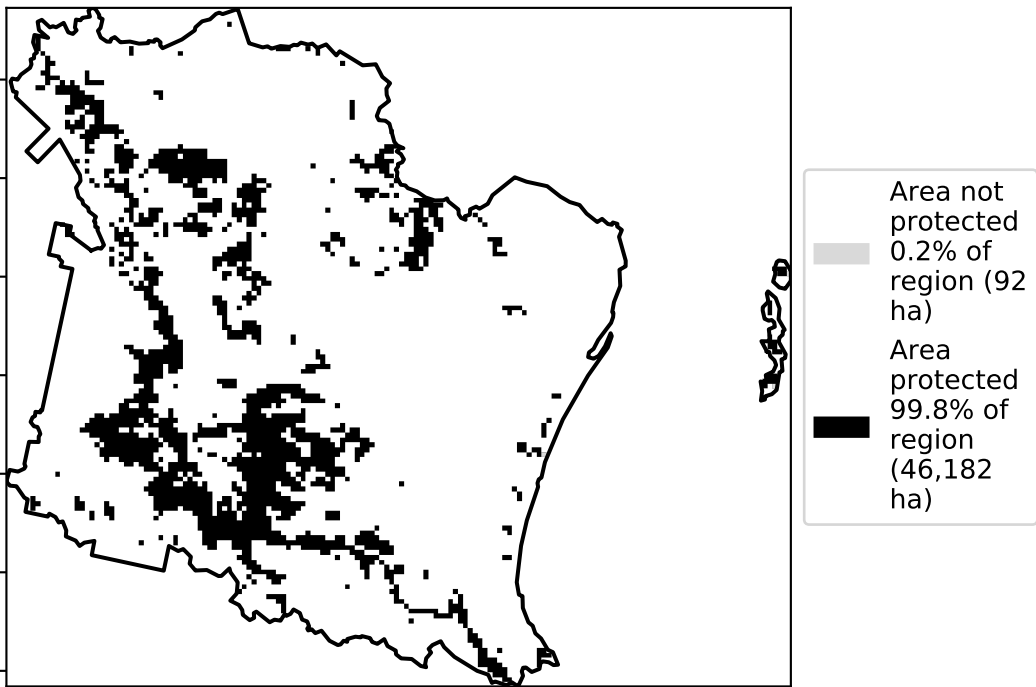 Area not
protected
0.2% of
region (92
ha)
Area
protected
99.8% of
region
(46,182
ha)